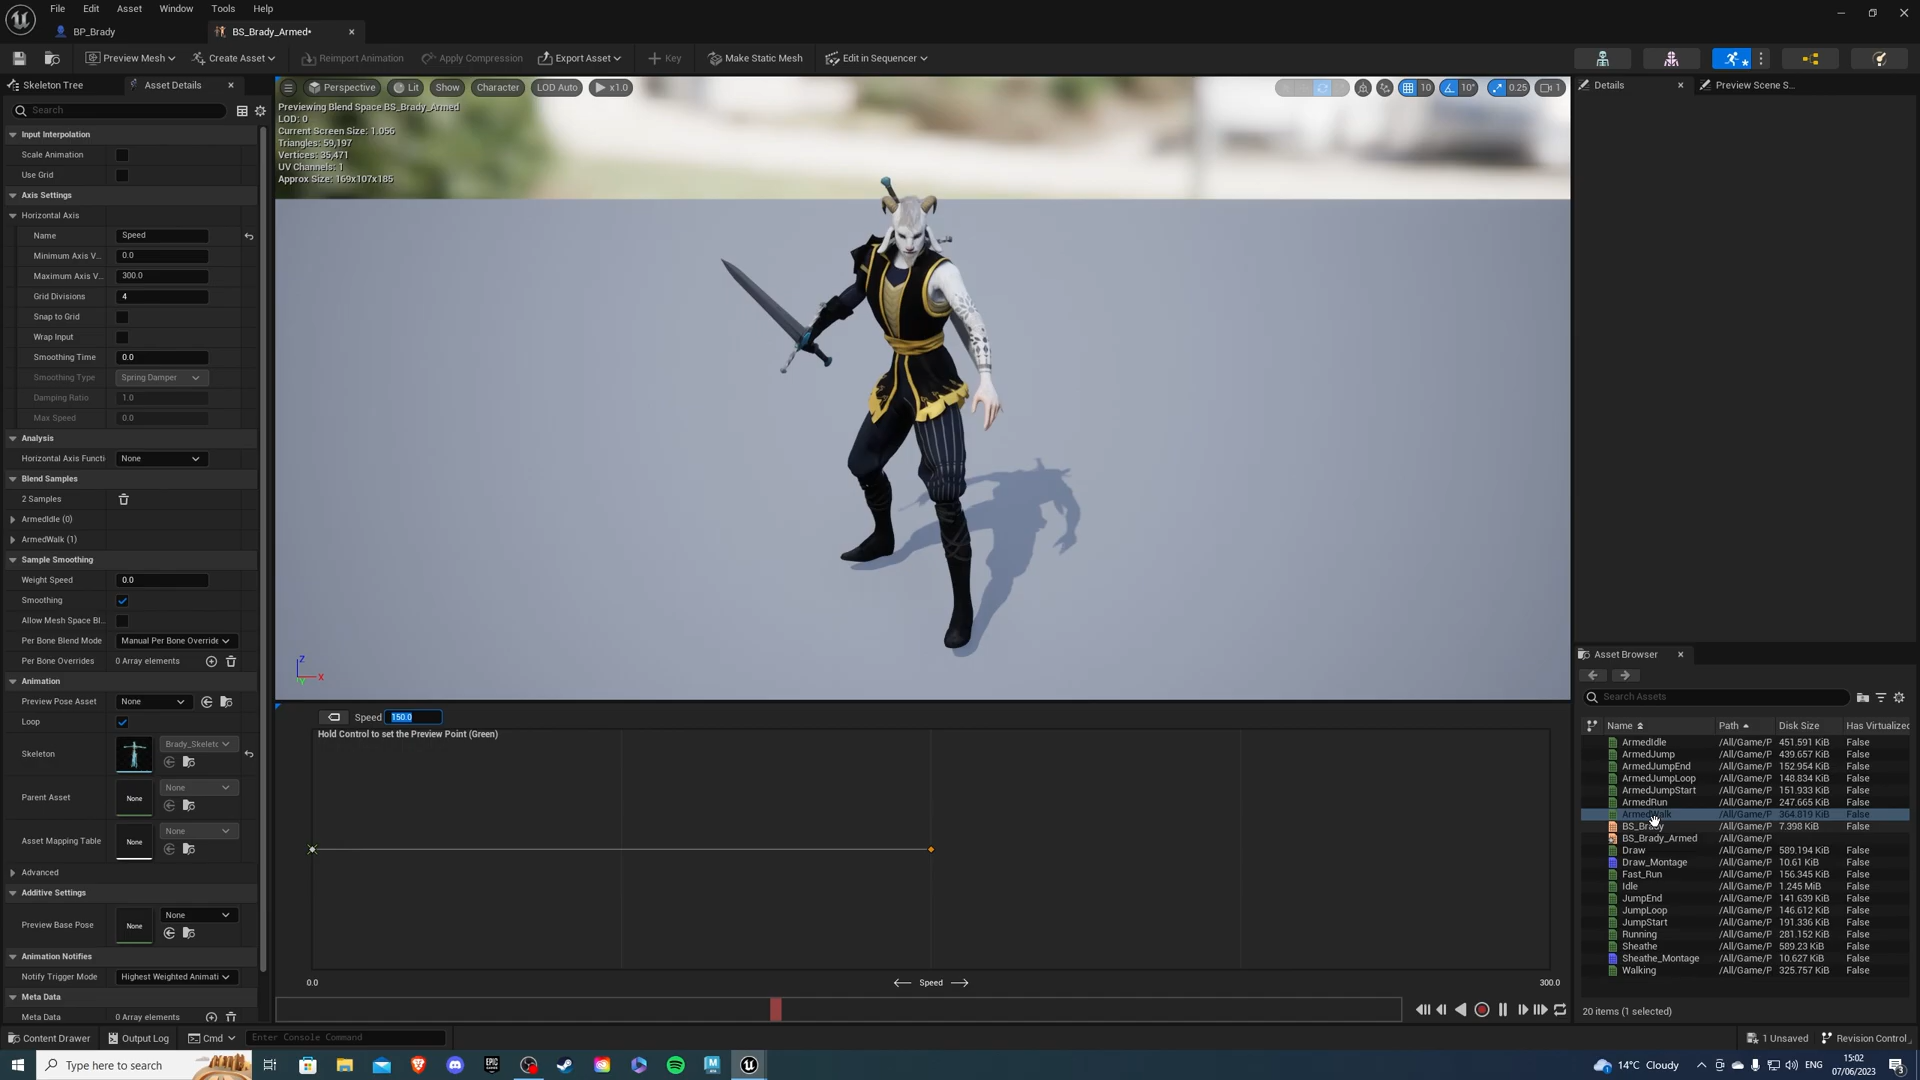 File Edit Asset Window Tools Help
BP_Brady
BS_Brady_Armed*
Preview Mesh
Create Asset
Reimport Animation
Apply Compression
Export Asset
Key
Make Static Mesh
Edit in Sequencer
Skeleton Tree
Asset Details
Search
Input Interpolation
Scale Animation
Use Grid
Axis Settings
Horizontal Axis
Name Speed
Minimum Axis V... 0.0
Maximum Axis V... 300.0
Grid Divisions 4
Snap to Grid
Wrap Input
Smoothing Time 0.0
Smoothing Type Spring Damper
Damping Ratio 1.0
Max Speed 0.0
Analysis
Horizontal Axis Functi None
Blend Samples
2 Samples
ArmedIdle (0)
ArmedWalk (1)
Sample Smoothing
Weight Speed 0.0
Smoothing
Allow Mesh Space Bl...
Per Bone Blend Mode Manual Per Bone Override
Per Bone Overrides 0 Array elements
Animation
Preview Pose Asset None
Loop
Skeleton Brady_Skeletc
Parent Asset None None
Asset Mapping Table None None
Advanced
Additive Settings
Preview Base Pose None None
Animation Notifies
Notify Trigger Mode Highest Weighted Animati
Meta Data
Meta Data 0 Array elements
Perspective Lit Show Character LOD Auto x1.0
10 10° 0.25 1
Previewing Blend Space BS_Brady_Armed
LOD: 0
Current Screen Size: 1.056
Triangles: 59,197
Vertices: 35,471
UV Channels: 1
Approx Size: 169x107x185
Z
X
Speed 150.0
Hold Control to set the Preview Point (Green)
0.0 Speed 300.0
Details
Preview Scene S...
Asset Browser
Search Assets
Name Path Disk Size Has Virtualized
ArmedIdle /All/Game/P 451.591 KiB False
ArmedJump /All/Game/P 439.657 KiB False
ArmedJumpEnd /All/Game/P 152.954 KiB False
ArmedJumpLoop /All/Game/P 148.834 KiB False
ArmedJumpStart /All/Game/P 151.933 KiB False
ArmedRun /All/Game/P 247.665 KiB False
ArmedWalk /All/Game/P 364.819 KiB False
BS_Brady /All/Game/P 7.398 KiB False
BS_Brady_Armed /All/Game/P
Draw /All/Game/P 589.194 KiB False
Draw_Montage /All/Game/P 10.61 KiB False
Fast_Run /All/Game/P 156.345 KiB False
Idle /All/Game/P 1.245 MiB False
JumpEnd /All/Game/P 141.639 KiB False
JumpLoop /All/Game/P 146.612 KiB False
JumpStart /All/Game/P 191.336 KiB False
Running /All/Game/P 281.152 KiB False
Sheathe /All/Game/P 589.23 KiB False
Sheathe_Montage /All/Game/P 10.627 KiB False
Walking /All/Game/P 325.757 KiB False
20 items (1 selected)
Content Drawer Output Log Cmd Enter Console Command
1 Unsaved Revision Control
Type here to search
14°C Cloudy
ENG
15:02
07/06/2023